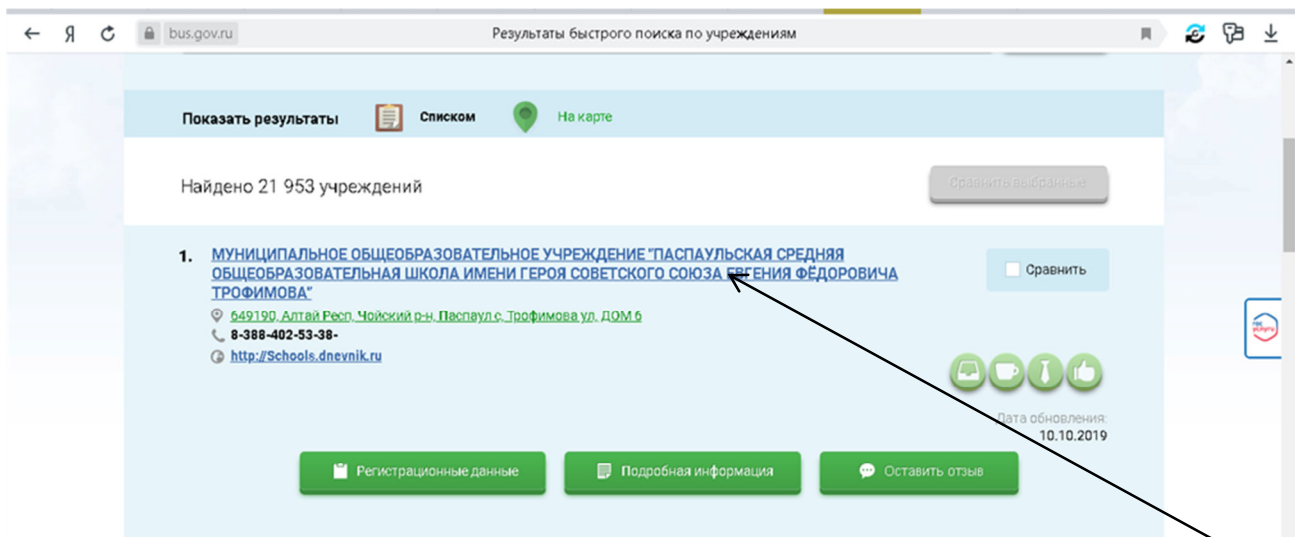 Я bus.gov.ru Результаты быстрого поиска по учреждениям
Показать результаты Списком На карте
Найдено 21 953 учреждений Сравнить выбранные
1. МУНИЦИПАЛЬНОЕ ОБЩЕОБРАЗОВАТЕЛЬНОЕ УЧРЕЖДЕНИЕ "ПАСПАУЛЬСКАЯ СРЕДНЯЯ
ОБЩЕОБРАЗОВАТЕЛЬНАЯ ШКОЛА ИМЕНИ ГЕРОЯ СОВЕТСКОГО СОЮЗА ЕВГЕНИЯ ФЁДОРОВИЧА
ТРОФИМОВА"
Сравнить
649190, Алтай Респ, Чойский р-н, Паспаул с, Трофимова ул, ДОМ 6
8-388-402-53-38-
http://Schools.dnevnik.ru
гос
услуги
Дата обновления:
10.10.2019
Регистрационные данные Подробная информация Оставить отзыв